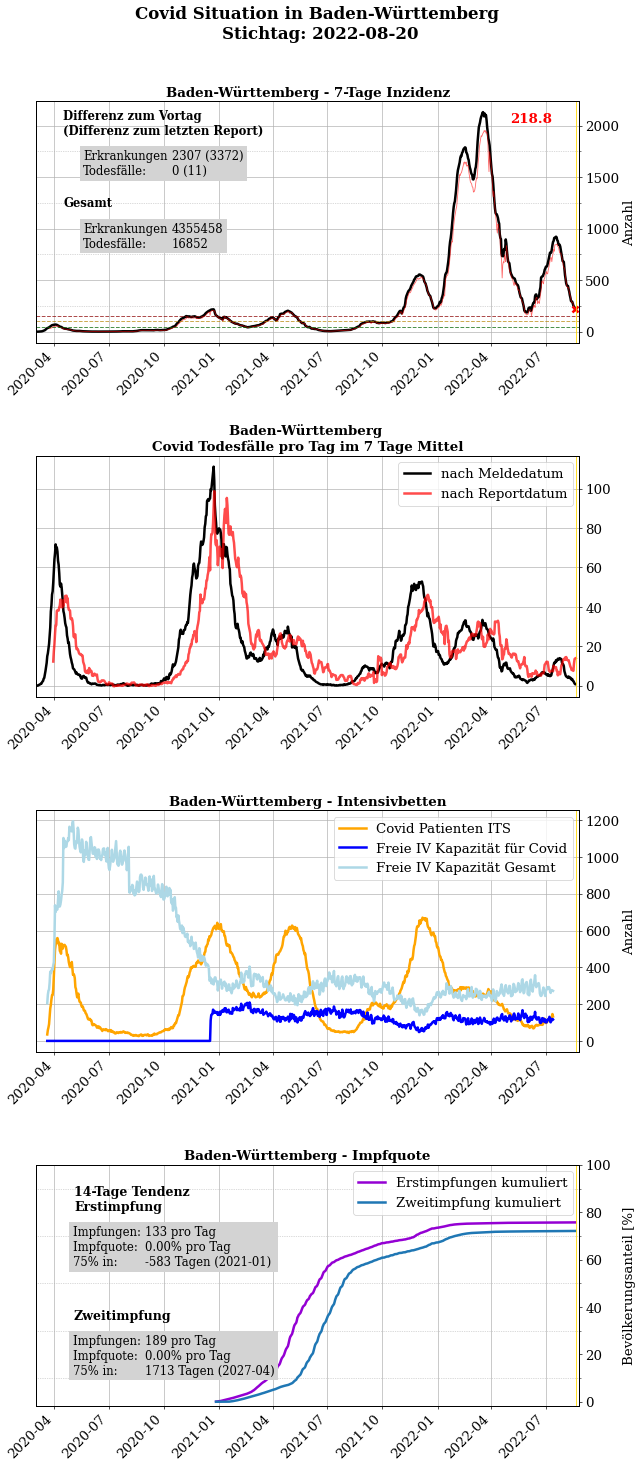 Covid Situation in Baden-Württemberg
Stichtag: 2022-08-20
Baden-Württemberg - 7-Tage Inzidenz
Differenz zum Vortag
(Differenz zum letzten Report)
Erkrankungen 2307 (3372)
Todesfälle: 0 (11)
Gesamt
Erkrankungen 4355458
Todesfälle: 16852
218.8
2000
1500
1000
500
0
Anzahl
2020-04 2020-07 2020-10 2021-01 2021-04 2021-07 2021-10 2022-01 2022-04 2022-07
Baden-Württemberg
Covid Todesfälle pro Tag im 7 Tage Mittel
nach Meldedatum
nach Reportdatum
100
80
60
40
20
0
2020-04 2020-07 2020-10 2021-01 2021-04 2021-07 2021-10 2022-01 2022-04 2022-07
Baden-Württemberg - Intensivbetten
Covid Patienten ITS
Freie IV Kapazität für Covid
Freie IV Kapazität Gesamt
1200
1000
800
600
400
200
0
Anzahl
2020-04 2020-07 2020-10 2021-01 2021-04 2021-07 2021-10 2022-01 2022-04 2022-07
Baden-Württemberg - Impfquote
14-Tage Tendenz
Erstimpfung
Impfungen: 133 pro Tag
Impfquote: 0.00% pro Tag
75% in: -583 Tagen (2021-01)
Zweitimpfung
Impfungen: 189 pro Tag
Impfquote: 0.00% pro Tag
75% in: 1713 Tagen (2027-04)
Erstimpfungen kumuliert
Zweitimpfung kumuliert
100
80
60
40
20
0
Bevölkerungsanteil [%]
2020-04 2020-07 2020-10 2021-01 2021-04 2021-07 2021-10 2022-01 2022-04 2022-07